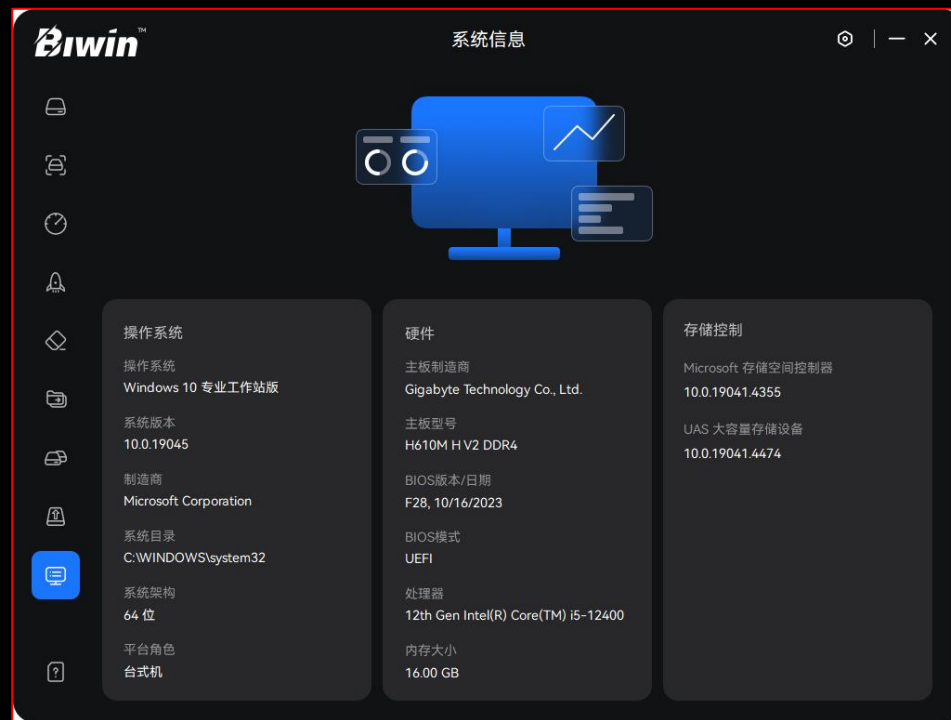 Biwin™
系统信息
操作系统
操作系统
Windows 10 专业工作站版
系统版本
10.0.19045
制造商
Microsoft Corporation
系统目录
C:\WINDOWS\system32
系统架构
64 位
平台角色
台式机
硬件
主板制造商
Gigabyte Technology Co., Ltd.
主板型号
H610M H V2 DDR4
BIOS版本/日期
F28, 10/16/2023
BIOS模式
UEFI
处理器
12th Gen Intel(R) Core(TM) i5-12400
内存大小
16.00 GB
存储控制
Microsoft 存储空间控制器
10.0.19041.4355
UAS 大容量存储设备
10.0.19041.4474